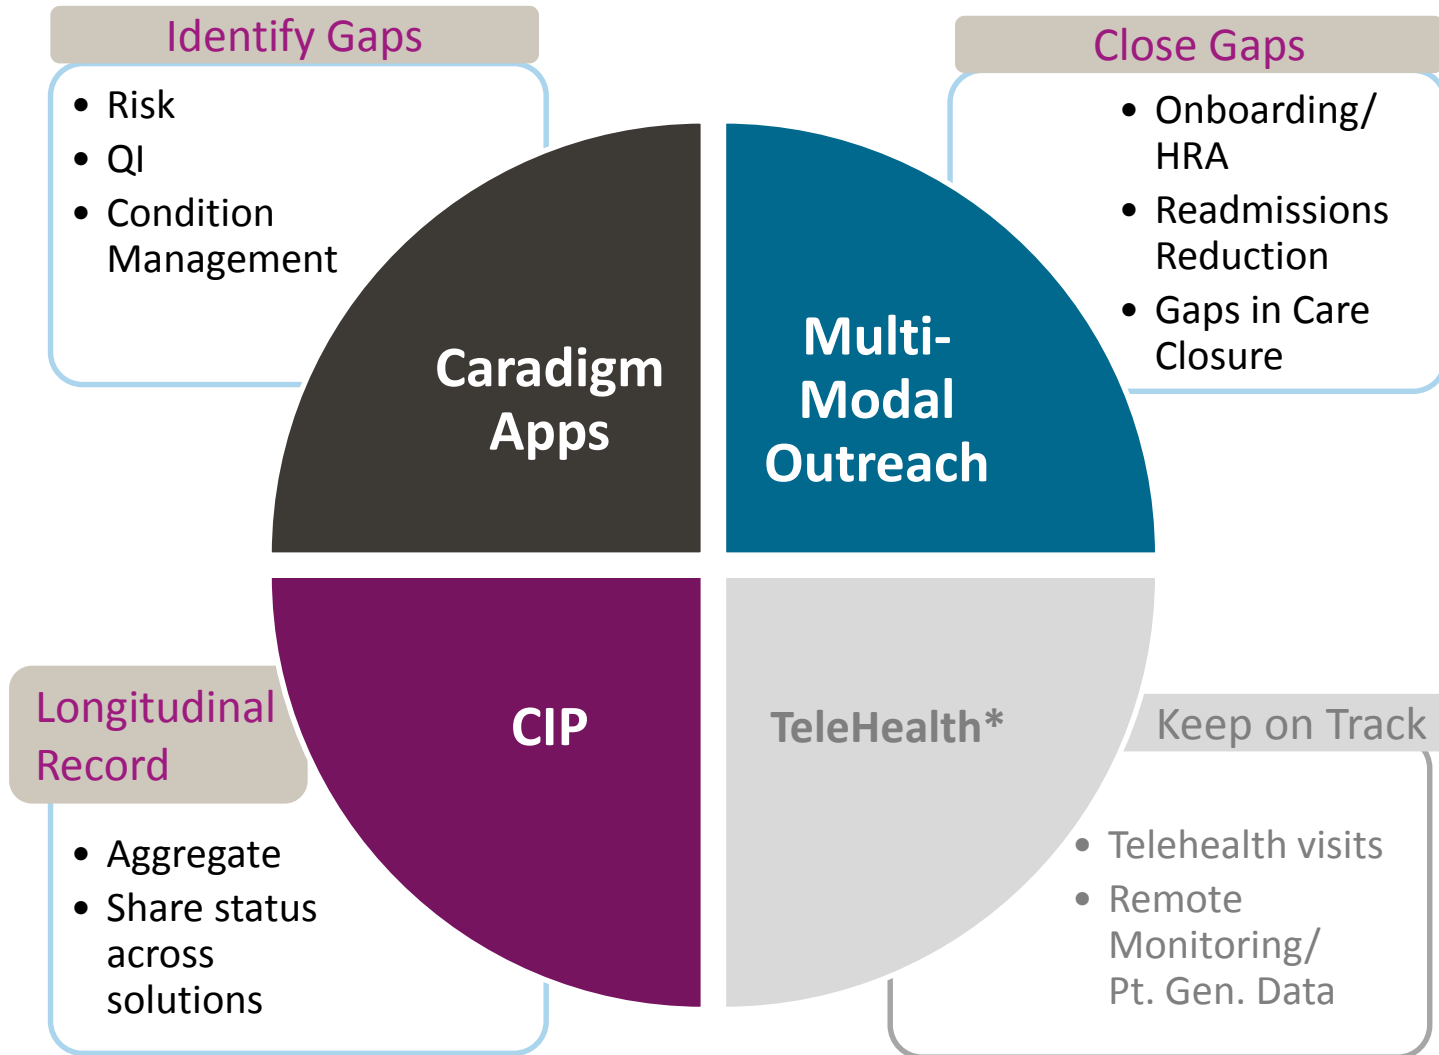 Identify Gaps
• Risk
• QI
• Condition
Management
Close Gaps
• Onboarding/
HRA
• Readmissions
Reduction
• Gaps in Care
Closure
Caradigm
Apps
Multi-
Modal
Outreach
CIP
TeleHealth*
Longitudinal
Record
• Aggregate
• Share status
across
solutions
Keep on Track
• Telehealth visits
• Remote
Monitoring/
Pt. Gen. Data